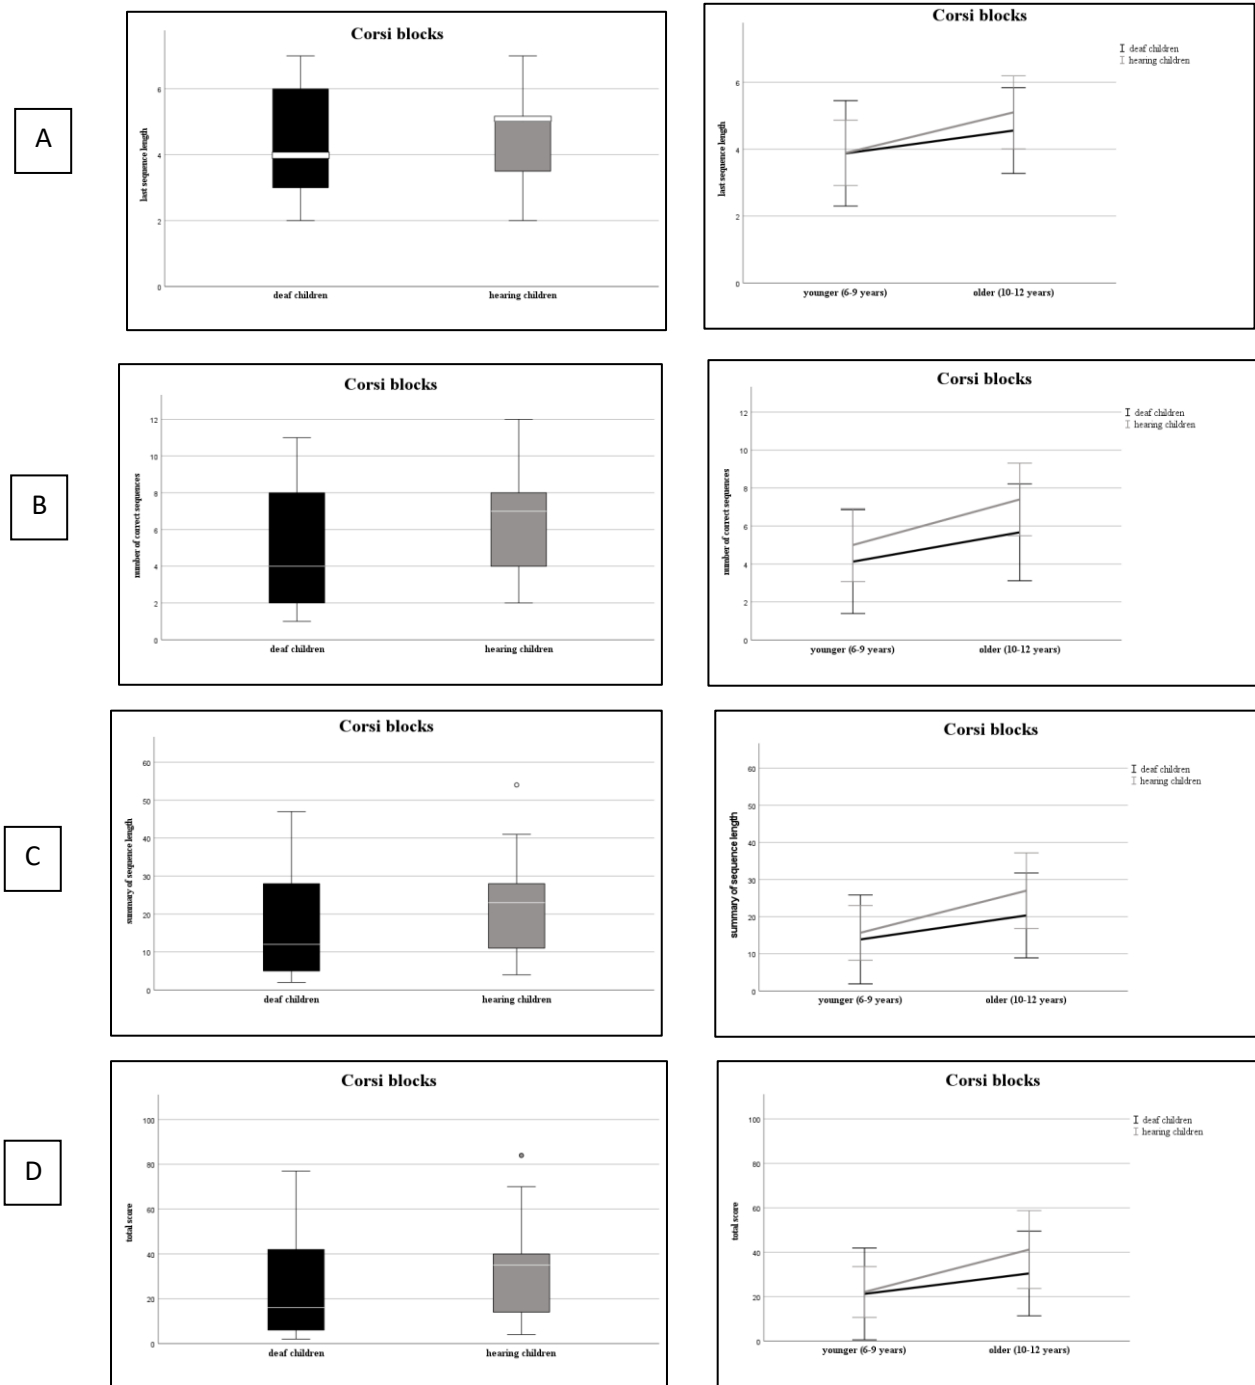 A
Corsi blocks
last sequence length
6
4
2
0
deaf children
hearing children
Corsi blocks
deaf children
hearing children
last sequence length
6
4
2
0
younger (6-9 years)
older (10-12 years)
B
Corsi blocks
number of correct sequences
12
10
8
6
4
2
0
deaf children
hearing children
Corsi blocks
deaf children
hearing children
number of correct sequences
12
10
8
6
4
2
0
younger (6-9 years)
older (10-12 years)
C
Corsi blocks
summary of sequence length
60
50
40
30
20
10
0
deaf children
hearing children
Corsi blocks
deaf children
hearing children
summary of sequence length
60
50
40
30
20
10
0
younger (6-9 years)
older (10-12 years)
D
Corsi blocks
total score
100
80
60
40
20
0
deaf children
hearing children
Corsi blocks
deaf children
hearing children
total score
100
80
60
40
20
0
younger (6-9 years)
older (10-12 years)